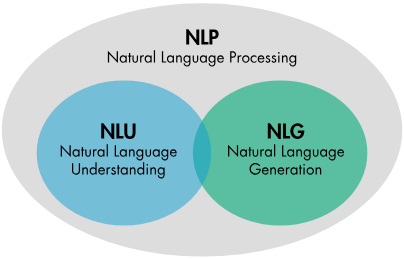 NLP
Natural Language Processing
NLU
Natural Language
Understanding
NLG
Natural Language
Generation